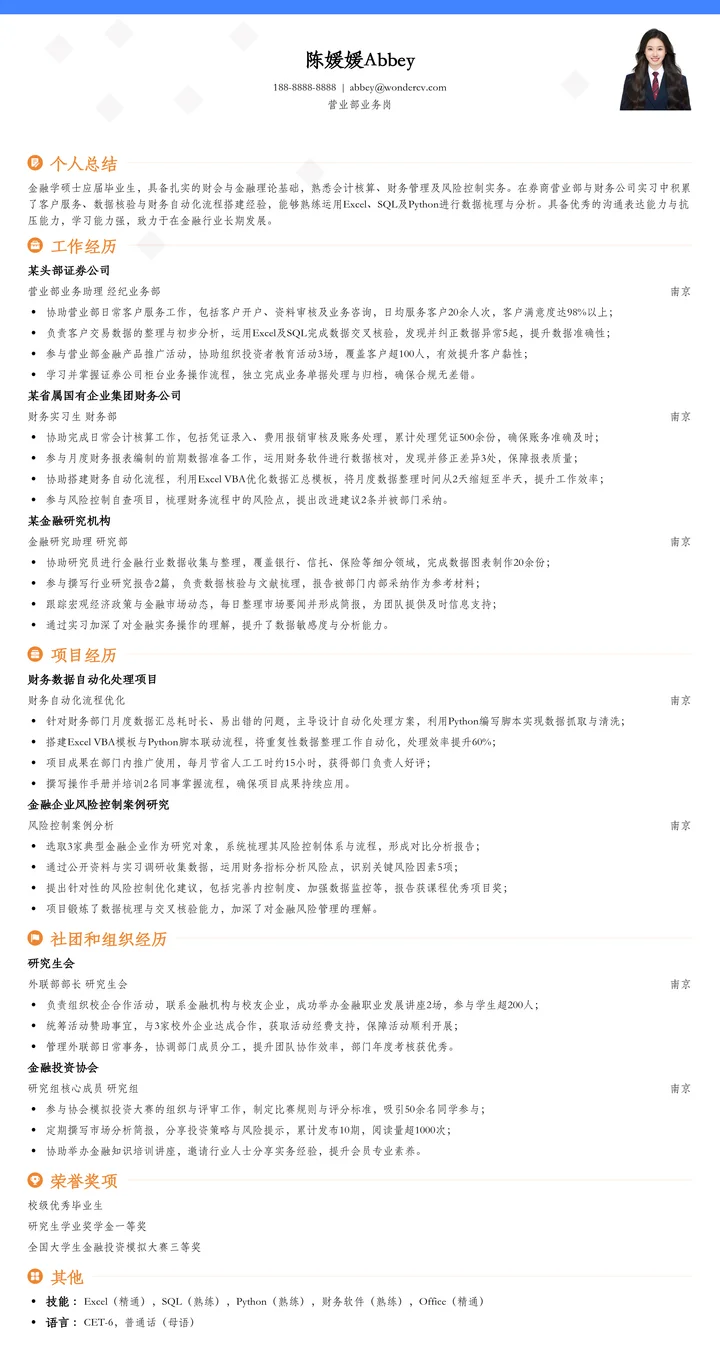 陈媛媛Abbey
188-8888-8888 | abbey@wondercv.com
营业部业务岗
个人总结
金融学硕士应届毕业生，具备扎实的财会与金融理论基础，熟悉会计核算、财务管理及风险控制实务。在券商营业部与财务公司实习中积累
了客户服务、数据核验与财务自动化流程搭建经验，能够熟练运用Excel、SQL及Python进行数据梳理与分析。具备优秀的沟通表达能力与抗
压能力，学习能力强，致力于在金融行业长期发展。
工作经历
某头部证券公司
营业部业务助理 经纪业务部 南京
• 协助营业部日常客户服务工作，包括客户开户、资料审核及业务咨询，日均服务客户20余人次，客户满意度达98%以上；
• 负责客户交易数据的整理与初步分析，运用Excel及SQL完成数据交叉核验，发现并纠正数据异常5起，提升数据准确性；
• 参与营业部金融产品推广活动，协助组织投资者教育活动3场，覆盖客户超100人，有效提升客户黏性；
• 学习并掌握证券公司柜台业务操作流程，独立完成业务单据处理与归档，确保合规无差错。
某省属国有企业集团财务公司
财务实习生 财务部 南京
• 协助完成日常会计核算工作，包括凭证录入、费用报销审核及账务处理，累计处理凭证500余份，确保账务准确及时；
• 参与月度财务报表编制的前期数据准备工作，运用财务软件进行数据核对，发现并修正差异3处，保障报表质量；
• 协助搭建财务自动化流程，利用Excel VBA优化数据汇总模板，将月度数据整理时间从2天缩短至半天，提升工作效率；
• 参与风险控制自查项目，梳理财务流程中的风险点，提出改进建议2条并被部门采纳。
某金融研究机构
金融研究助理 研究部 南京
• 协助研究员进行金融行业数据收集与整理，覆盖银行、信托、保险等细分领域，完成数据图表制作20余份；
• 参与撰写行业研究报告2篇，负责数据核验与文献梳理，报告被部门内部采纳作为参考材料；
• 跟踪宏观经济政策与金融市场动态，每日整理市场要闻并形成简报，为团队提供及时信息支持；
• 通过实习加深了对金融实务操作的理解，提升了数据敏感度与分析能力。
项目经历
财务数据自动化处理项目
财务自动化流程优化 南京
• 针对财务部门月度数据汇总耗时长、易出错的问题，主导设计自动化处理方案，利用Python编写脚本实现数据抓取与清洗；
• 搭建Excel VBA模板与Python脚本联动流程，将重复性数据整理工作自动化，处理效率提升60%；
• 项目成果在部门内推广使用，每月节省人工工时约15小时，获得部门负责人好评；
• 撰写操作手册并培训2名同事掌握流程，确保项目成果持续应用。
金融企业风险控制案例研究
风险控制案例分析 南京
• 选取3家典型金融企业作为研究对象，系统梳理其风险控制体系与流程，形成对比分析报告；
• 通过公开资料与实习调研收集数据，运用财务指标分析风险点，识别关键风险因素5项；
• 提出针对性的风险控制优化建议，包括完善内控制度、加强数据监控等，报告获课程优秀项目奖；
• 项目锻炼了数据梳理与交叉核验能力，加深了对金融风险管理的理解。
社团和组织经历
研究生会
外联部部长 研究生会 南京
• 负责组织校企合作活动，联系金融机构与校友企业，成功举办金融职业发展讲座2场，参与学生超200人；
• 统筹活动赞助事宜，与3家校外企业达成合作，获取活动经费支持，保障活动顺利开展；
• 管理外联部日常事务，协调部门成员分工，提升团队协作效率，部门年度考核获优秀。
金融投资协会
研究组核心成员 研究组 南京
• 参与协会模拟投资大赛的组织与评审工作，制定比赛规则与评分标准，吸引50余名同学参与；
• 定期撰写市场分析简报，分享投资策略与风险提示，累计发布10期，阅读量超1000次；
• 协助举办金融知识培训讲座，邀请行业人士分享实务经验，提升会员专业素养。
荣誉奖项
校级优秀毕业生
研究生学业奖学金一等奖
全国大学生金融投资模拟大赛三等奖
其他
• 技能： Excel（精通），SQL（熟练），Python（熟练），财务软件（熟练），Office（精通）
• 语言： CET-6，普通话（母语）